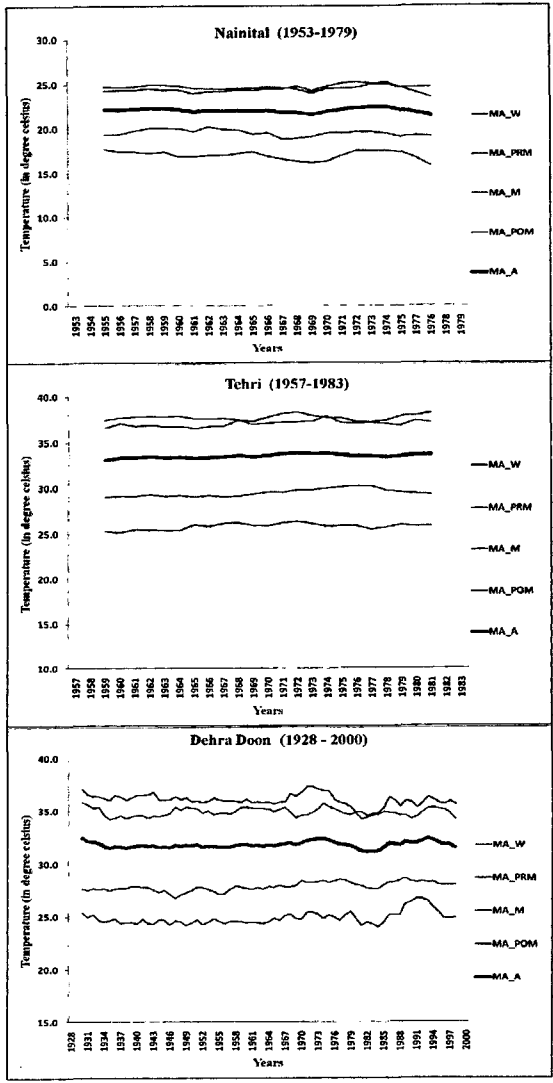 Nainital (1953-1979)
30.0
25.0
20.0
15.0
10.0
5.0
0.0
Temperature (in degree celsius)
1953 1954 1955 1956 1957 1958 1959 1960 1961 1962 1963 1964 1965 1966 1967 1968 1969 1970 1971 1972 1973 1974 1975 1977 1976 1978 1979
Years
MA_W
MA_PRM
MA_M
MA_POM
MA_A
Tehri (1957-1983)
40.0
35.0
30.0
25.0
20.0
15.0
10.0
Temperature (in degree celsius)
1957 1958 1959 1960 1961 1962 1963 1964 1965 1966 1967 1968 1969 1970 1971 1972 1973 1974 1975 1976 1977 1978 1979 1980 1981 1982 1983
Years
MA_W
MA_PRM
MA_M
MA_POM
MA_A
Dehra Doon (1928 - 2000)
40.0
35.0
30.0
25.0
20.0
15.0
Temperature (in degree celsius)
1928 1931 1934 1937 1940 1943 1946 1949 1952 1955 1958 1961 1964 1967 1970 1973 1976 1979 1982 1985 1988 1991 1994 1997 2000
Years
MA_W
MA_PRM
MA_M
MA_POM
MA_A